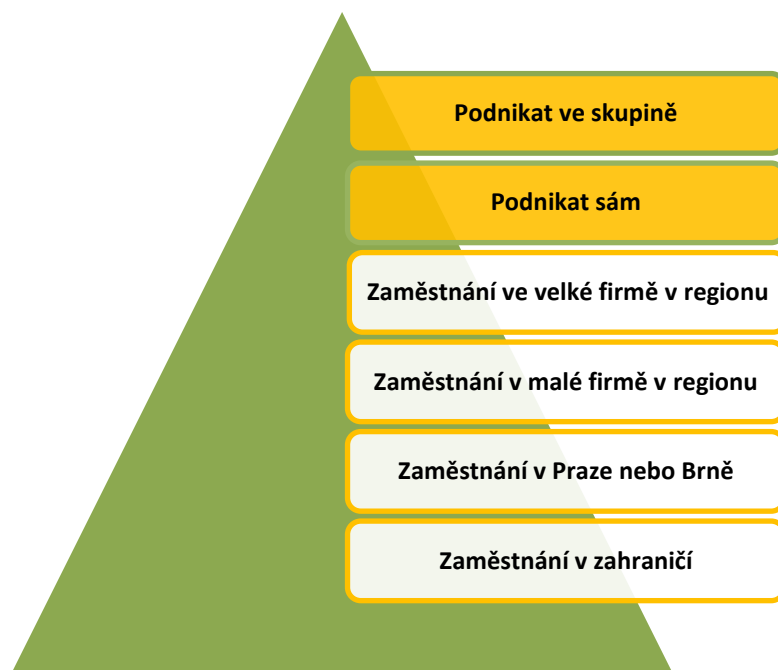 Podnikat ve skupině
Podnikat sám
Zaměstnání ve velké firmě v regionu
Zaměstnání v malé firmě v regionu
Zaměstnání v Praze nebo Brně
Zaměstnání v zahraničí